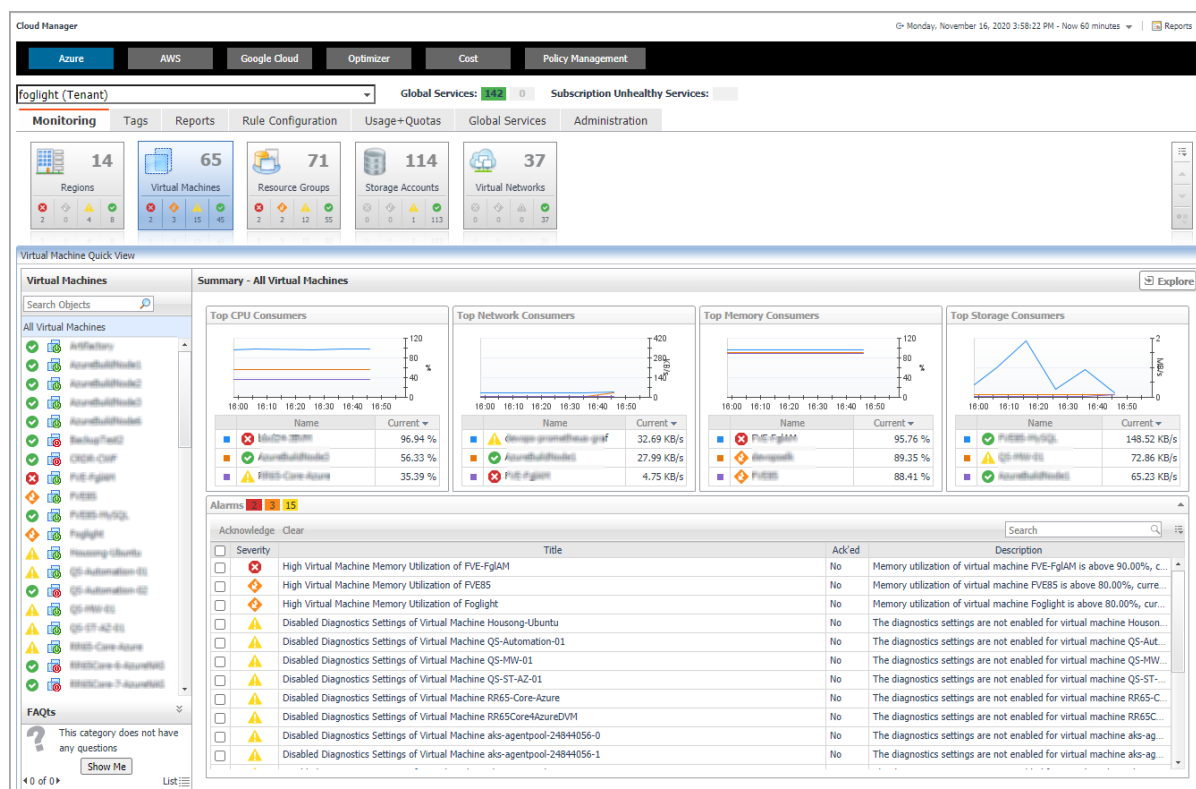 Cloud Manager
Monday, November 16, 2020 3:58:22 PM - Now 60 minutes
Reports
Azure AWS Google Cloud Optimizer Cost Policy Management
foglight (Tenant)
Global Services: 142 0 Subscription Unhealthy Services:
Monitoring Tags Reports Rule Configuration Usage+Quotas Global Services Administration
14 65 71 114 37
Regions Virtual Machines Resource Groups Storage Accounts Virtual Networks
2 0 4 8 2 3 15 45 2 2 12 55 0 0 1 113 0 0 0 37
Virtual Machine Quick View
Virtual Machines
Search Objects
All Virtual Machines
FAQts
This category does not have
any questions
Show Me
0 of 0
List
Summary - All Virtual Machines
Explore
Top CPU Consumers
120
80
%
40
0
16:00 16:10 16:20 16:30 16:40 16:50
Name Current
96.94 %
56.33 %
35.39 %
Top Network Consumers
420
280
KB/s
140
0
16:00 16:10 16:20 16:30 16:40 16:50
Name Current
32.69 KB/s
27.99 KB/s
4.75 KB/s
Top Memory Consumers
120
80
%
40
0
16:00 16:10 16:20 16:30 16:40 16:50
Name Current
95.76 %
89.35 %
88.41 %
Top Storage Consumers
2
MB/s
1
0
16:00 16:10 16:20 16:30 16:40 16:50
Name Current
148.52 KB/s
72.86 KB/s
65.23 KB/s
Alarms 2 3 15
Acknowledge Clear
Search
Severity Title Ack'ed Description
High Virtual Machine Memory Utilization of FVE-FglAM No Memory utilization of virtual machine FVE-FglAM is above 90.00%, c...
High Virtual Machine Memory Utilization of FVE85 No Memory utilization of virtual machine FVE85 is above 80.00%, curre...
High Virtual Machine Memory Utilization of Foglight No Memory utilization of virtual machine Foglight is above 80.00%, cur...
Disabled Diagnostics Settings of Virtual Machine Housong-Ubuntu No The diagnostics settings are not enabled for virtual machine Houson...
Disabled Diagnostics Settings of Virtual Machine QS-Automation-01 No The diagnostics settings are not enabled for virtual machine QS-Aut...
Disabled Diagnostics Settings of Virtual Machine QS-MW-01 No The diagnostics settings are not enabled for virtual machine QS-MW...
Disabled Diagnostics Settings of Virtual Machine QS-ST-AZ-01 No The diagnostics settings are not enabled for virtual machine QS-ST-...
Disabled Diagnostics Settings of Virtual Machine RR65-Core-Azure No The diagnostics settings are not enabled for virtual machine RR65-C...
Disabled Diagnostics Settings of Virtual Machine RR65Core4AzureDVM No The diagnostics settings are not enabled for virtual machine RR65C...
Disabled Diagnostics Settings of Virtual Machine aks-agentpool-24844056-0 No The diagnostics settings are not enabled for virtual machine aks-ag...
Disabled Diagnostics Settings of Virtual Machine aks-agentpool-24844056-1 No The diagnostics settings are not enabled for virtual machine aks-ag...